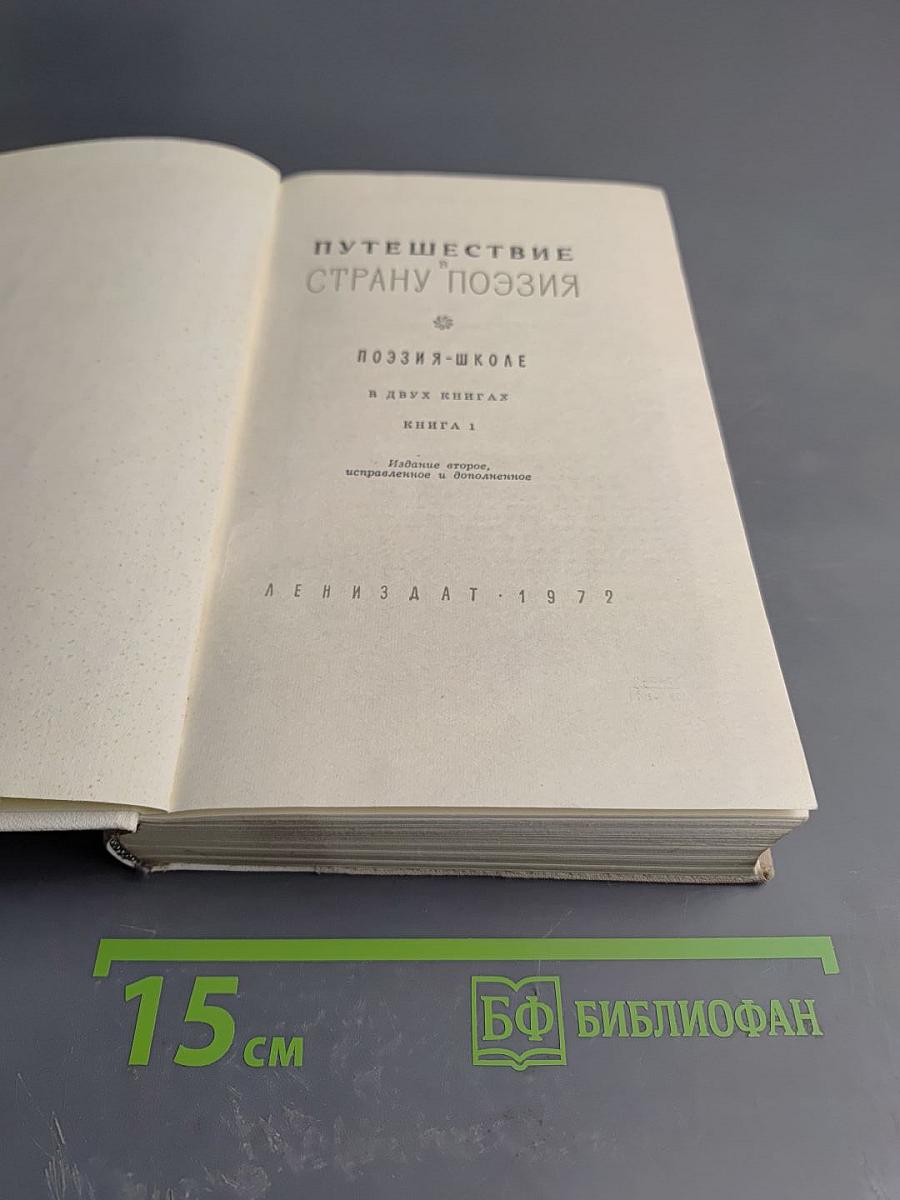 ПУТЕШЕСТВИЕ
В
СТРАНУ ПОЭЗИЯ
ПОЭЗИЯ-ШКОЛЕ
В ДВУХ КНИГАХ
КНИГА 1
Издание второе,
исправленное и дополненное
ЛЕНИЗДАТ·1972
15 см
БФ БИБЛИОФАН